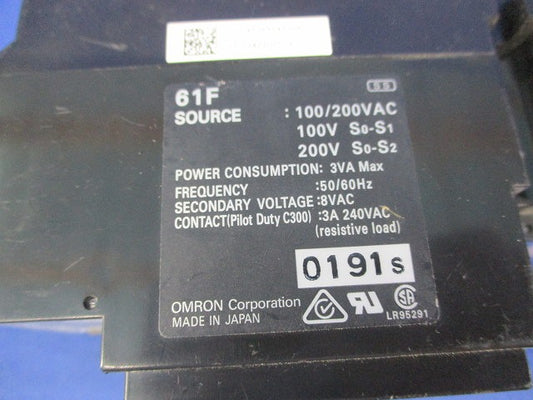 61F
SS
SOURCE : 100/200VAC
100V S0-S1
200V S0-S2
POWER CONSUMPTION: 3VA Max
FREQUENCY :50/60Hz
SECONDARY VOLTAGE :8VAC
CONTACT(Pilot Duty C300) :3A 240VAC
(resistive load)
0191s
OMRON Corporation
MADE IN JAPAN
LR95291